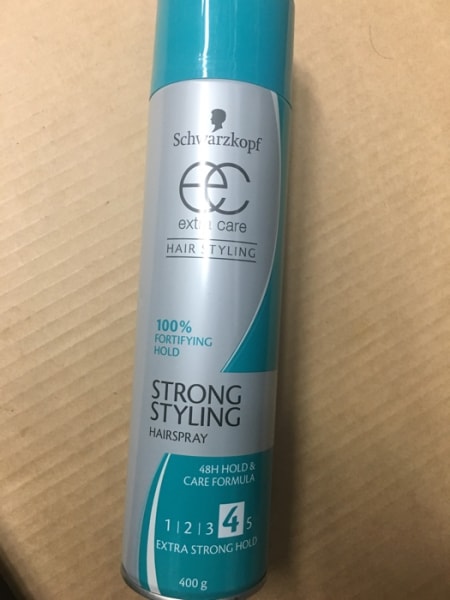 Schwarzkopf
ec
extra care
HAIR STYLING
100%
FORTIFYING
HOLD
STRONG
STYLING
HAIRSPRAY
48H HOLD &
CARE FORMULA
1|2|3 4 5
EXTRA STRONG HOLD
400 g